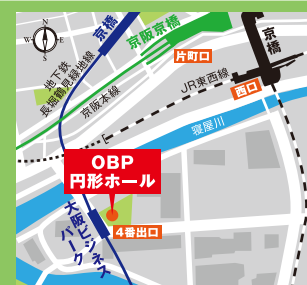 京橋
京阪京橋
片町口
京橋
地下鉄
長堀鶴見緑地線
京阪本線
JR東西線
西口
寝屋川
OBP
円形ホール
4番出口
大阪ビジネス
パーク